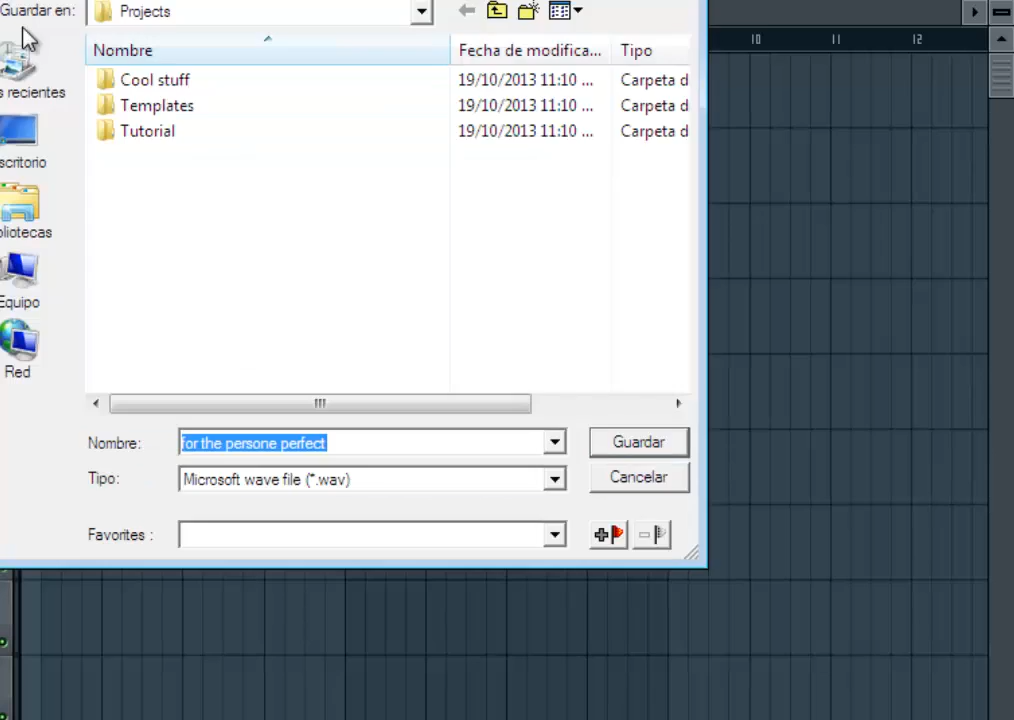 Guardar en:
Projects
Nombre
Fecha de modifica...
Tipo
Cool stuff
19/10/2013 11:10 ...
Carpeta d
Templates
19/10/2013 11:10 ...
Carpeta d
Tutorial
19/10/2013 11:10 ...
Carpeta d
s recientes
scritorio
bliotecas
Equipo
Red
Nombre:
for the persone perfect
Guardar
Tipo:
Microsoft wave file (*.wav)
Cancelar
Favorites :
10
11
12